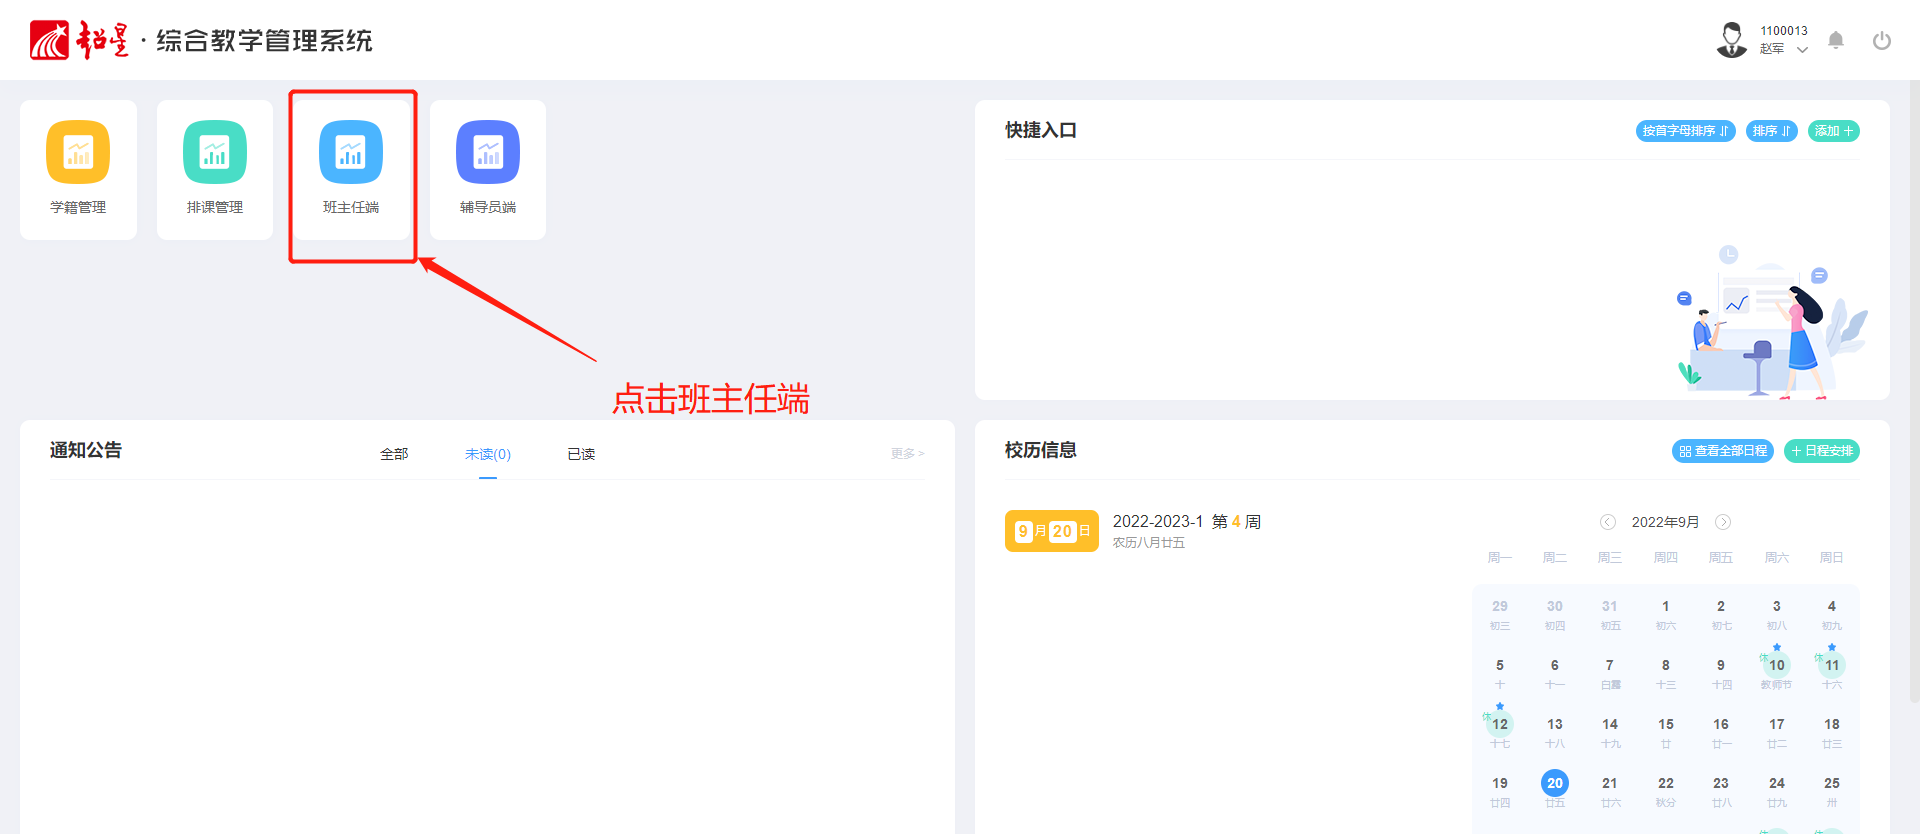 超星 · 综合教学管理系统
1100013
赵军
学籍管理
排课管理
班主任端
辅导员端
点击班主任端
快捷入口
按首字母排序
排序
添加 +
通知公告
全部
未读(0)
已读
更多 >
校历信息
查看全部日程
+ 日程安排
9 月 20 日
2022-2023-1 第 4 周
农历八月廿五
2022年9月
周一 周二 周三 周四 周五 周六 周日
29 30 31 1 2 3 4
初三 初四 初五 初六 初七 初八 初九
5 6 7 8 9 休 10 休 11
十 十一 白露 十三 十四 教师节 十六
休 12 13 14 15 16 17 18
十七 十八 十九 廿 廿一 廿二 廿三
19 20 21 22 23 24 25
廿四 廿五 廿六 秋分 廿八 廿九 卅